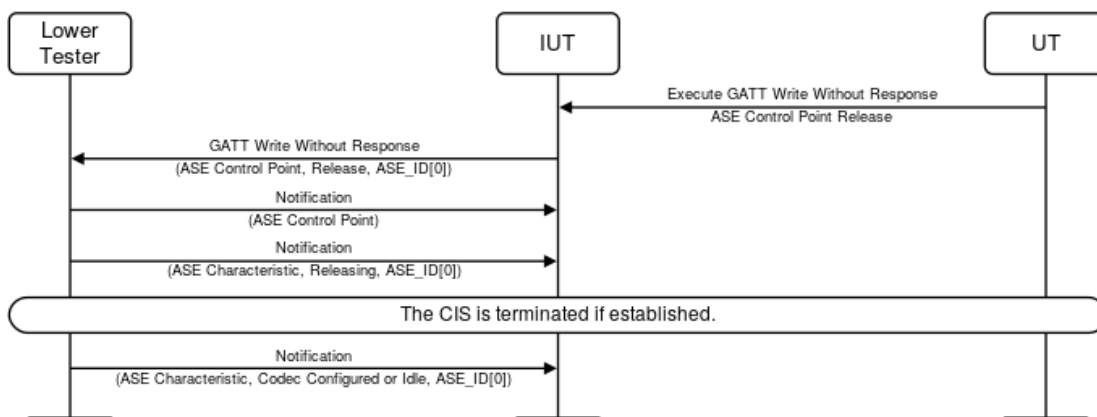 Lower
Tester
IUT
UT
Execute GATT Write Without Response
ASE Control Point Release
GATT Write Without Response
(ASE Control Point, Release, ASE_ID[0])
Notification
(ASE Control Point)
Notification
(ASE Characteristic, Releasing, ASE_ID[0])
The CIS is terminated if established.
Notification
(ASE Characteristic, Codec Configured or Idle, ASE_ID[0])